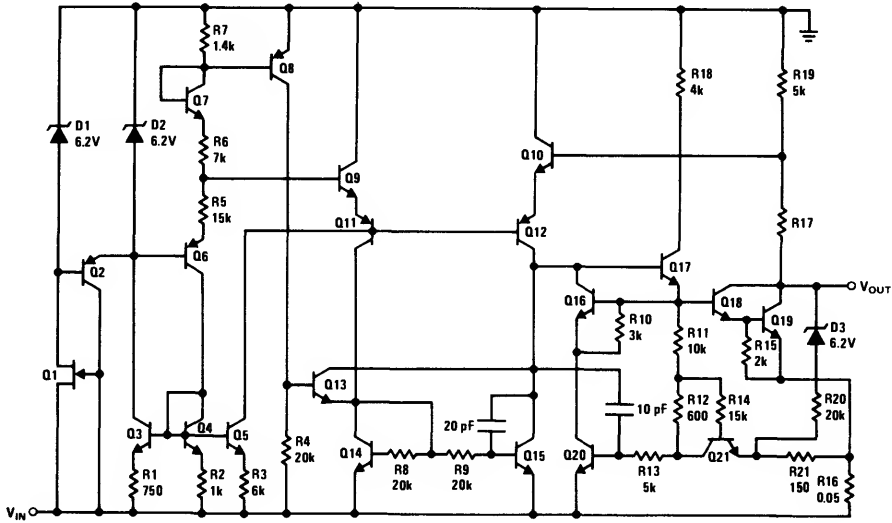 R7
1.4k
Q8
Q7
R18
4k
R19
5k
D1
6.2V
D2
6.2V
R6
7k
Q9
Q10
R5
15k
R17
Q11
Q12
Q6
Q2
Q17
Q16
Q18
Q19
VOUT
R10
3k
R11
10k
R15
2k
D3
6.2V
Q1
Q13
20 pF
10 pF
R12
600
R14
15k
R20
20k
Q3
Q4
Q5
R4
20k
Q14
R8
20k
R9
20k
Q15
Q20
R13
5k
Q21
R21
150
R16
0.05
R1
750
R2
1k
R3
6k
VIN